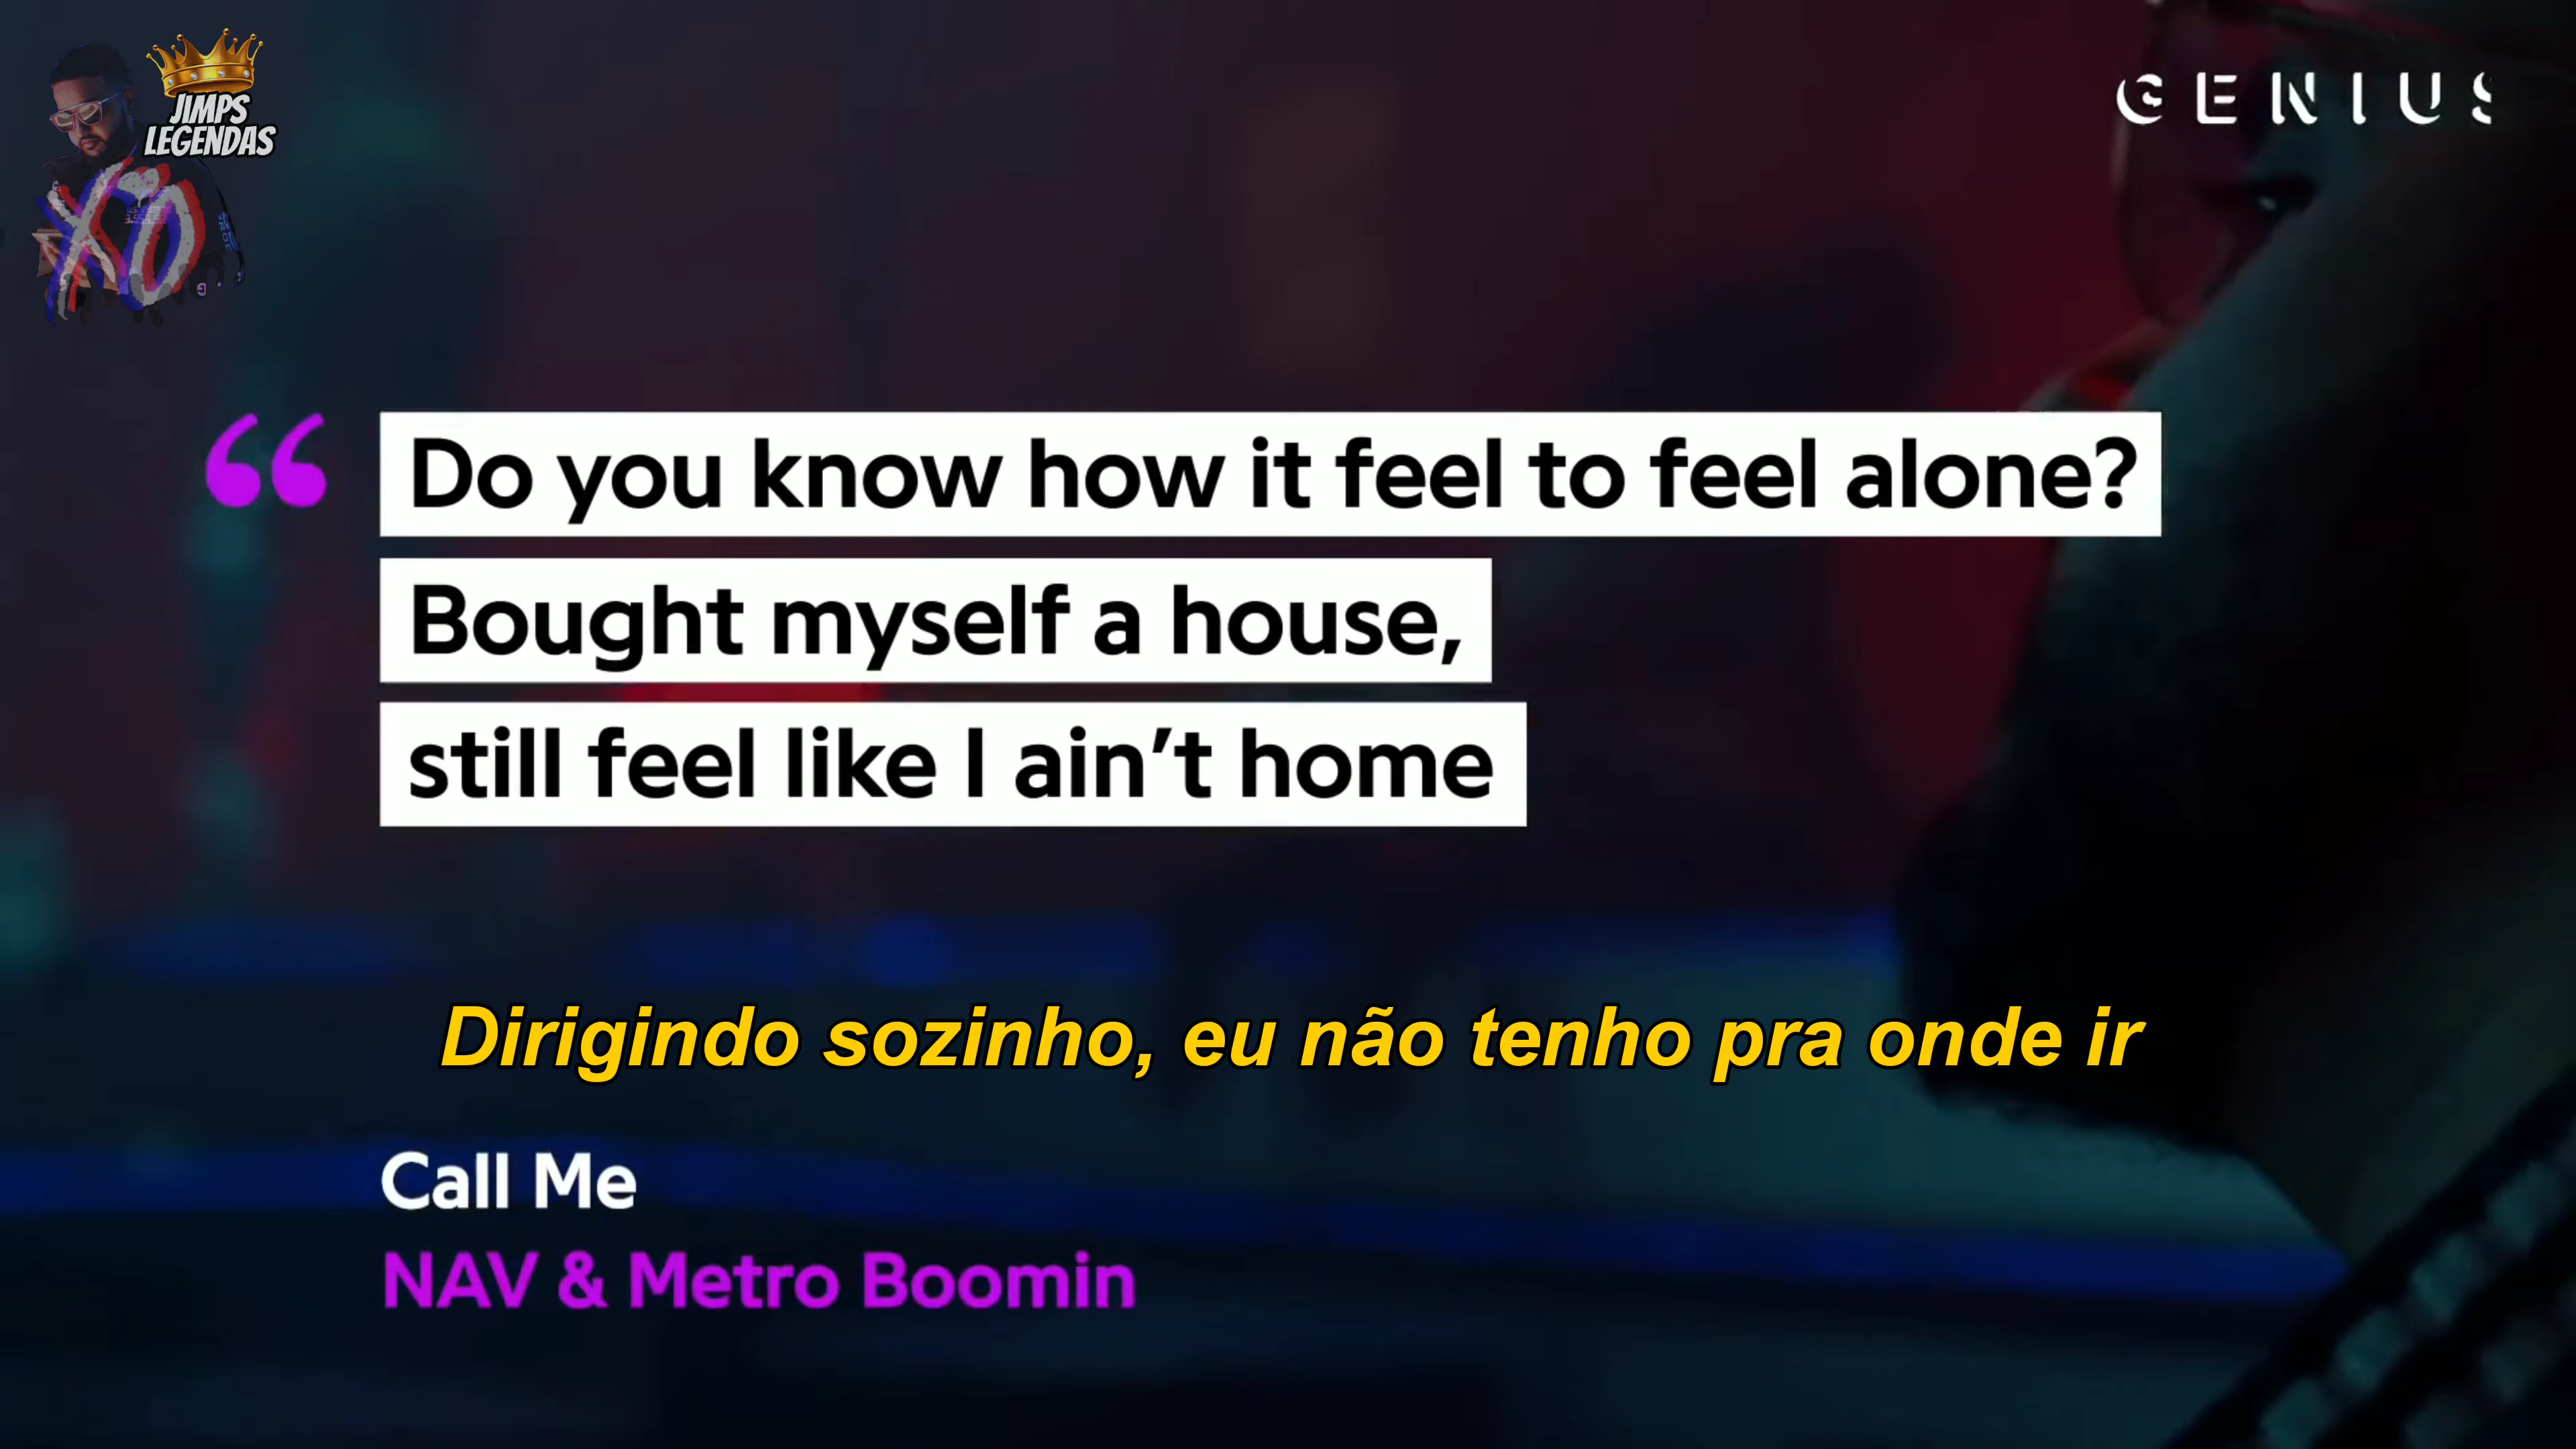 JIMPS
LEGENDAS
XO
GENIUS
“
Do you know how it feel to feel alone?
Bought myself a house,
still feel like I ain’t home
Dirigindo sozinho, eu não tenho pra onde ir
Call Me
NAV & Metro Boomin